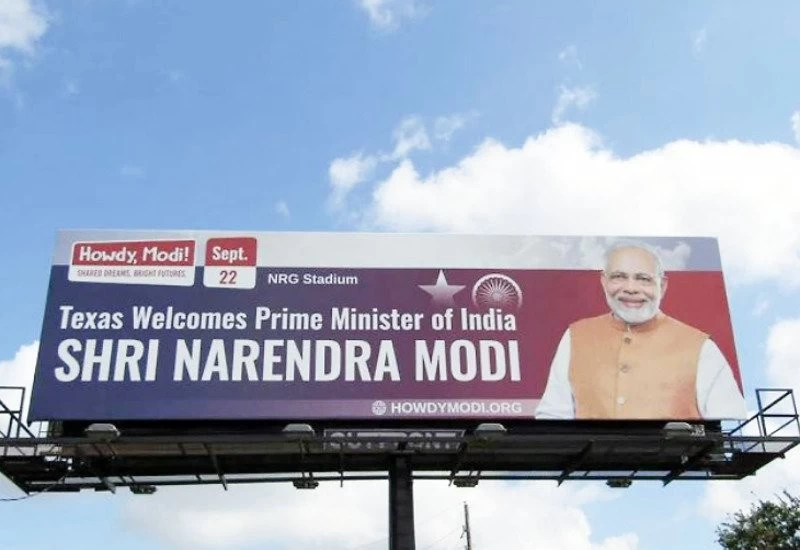 Howdy, Modi!
SHARED DREAMS, BRIGHT FUTURES.
Sept.
22
NRG Stadium
Texas Welcomes Prime Minister of India
SHRI NARENDRA MODI
HOWDYMODI.ORG
OUTFRONT